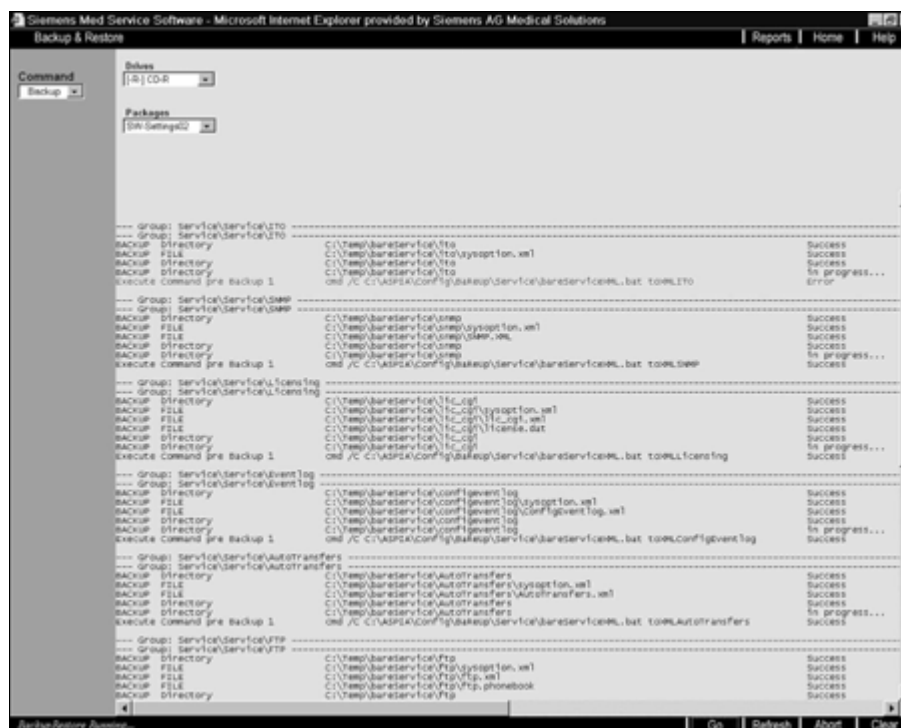 Siemens Med Service Software - Microsoft Internet Explorer provided by Siemens AG Medical Solutions
Backup & Restore Reports Home Help
Drives
Command [-R-] CD-R
Backup
Packages
SW-Settings02
--- Group: Service\Service\ITO
--- Group: Service\Service\ITO
BACKUP Directory C:\Temp\bareService\ito Success
BACKUP FILE C:\Temp\bareService\ito\sysoption.xml Success
BACKUP Directory C:\Temp\bareService\ito Success
BACKUP Directory C:\Temp\bareService\ito in progress...
Execute Command pre Backup 1 cmd /C C:\ASPIA\Config\BaReUp\Service\bareServiceXML.bat toXMLITO Error
--- Group: Service\Service\SNMP
--- Group: Service\Service\SNMP
BACKUP Directory C:\Temp\bareService\snmp Success
BACKUP FILE C:\Temp\bareService\snmp\sysoption.xml Success
BACKUP FILE C:\Temp\bareService\snmp\SNMP.XML Success
BACKUP Directory C:\Temp\bareService\snmp Success
BACKUP Directory C:\Temp\bareService\snmp in progress...
Execute Command pre Backup 1 cmd /C C:\ASPIA\Config\BaReUp\Service\bareServiceXML.bat toXMLSNMP Success
--- Group: Service\Service\Licensing
--- Group: Service\Service\Licensing
BACKUP Directory C:\Temp\bareService\lic_cgi Success
BACKUP FILE C:\Temp\bareService\lic_cgi\sysoption.xml Success
BACKUP FILE C:\Temp\bareService\lic_cgi\lic_cgi.xml Success
BACKUP FILE C:\Temp\bareService\lic_cgi\license.dat Success
BACKUP Directory C:\Temp\bareService\lic_cgi Success
BACKUP Directory C:\Temp\bareService\lic_cgi in progress...
Execute Command pre Backup 1 cmd /C C:\ASPIA\Config\BaReUp\Service\bareServiceXML.bat toXMLLicensing Success
--- Group: Service\Service\Eventlog
--- Group: Service\Service\Eventlog
BACKUP Directory C:\Temp\bareService\configeventlog Success
BACKUP FILE C:\Temp\bareService\configeventlog\sysoption.xml Success
BACKUP FILE C:\Temp\bareService\configeventlog\ConfigEventlog.xml Success
BACKUP Directory C:\Temp\bareService\configeventlog Success
BACKUP Directory C:\Temp\bareService\configeventlog in progress...
Execute Command pre Backup 1 cmd /C C:\ASPIA\Config\BaReUp\Service\bareServiceXML.bat toXMLConfigEventlog Success
--- Group: Service\Service\AutoTransfers
--- Group: Service\Service\AutoTransfers
BACKUP Directory C:\Temp\bareService\AutoTransfers Success
BACKUP FILE C:\Temp\bareService\AutoTransfers\sysoption.xml Success
BACKUP FILE C:\Temp\bareService\AutoTransfers\AutoTransfers.xml Success
BACKUP Directory C:\Temp\bareService\AutoTransfers Success
BACKUP Directory C:\Temp\bareService\AutoTransfers in progress...
Execute Command pre Backup 1 cmd /C C:\ASPIA\Config\BaReUp\Service\bareServiceXML.bat toXMLAutoTransfers Success
--- Group: Service\Service\FTP
--- Group: Service\Service\FTP
BACKUP Directory C:\Temp\bareService\ftp Success
BACKUP FILE C:\Temp\bareService\ftp\sysoption.xml Success
BACKUP FILE C:\Temp\bareService\ftp\ftp.xml Success
BACKUP FILE C:\Temp\bareService\ftp\ftp.phonebook Success
BACKUP Directory C:\Temp\bareService\ftp Success
Backup/Restore Running... Go Refresh Abort Clear